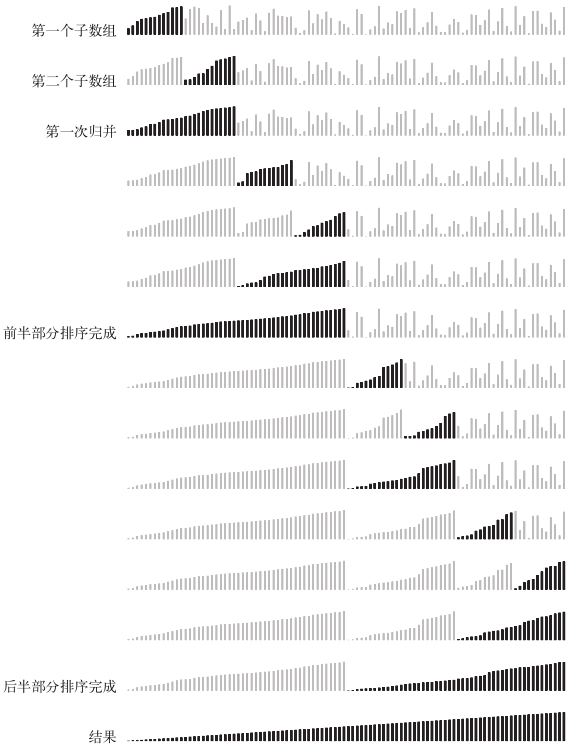 第一个子数组
第二个子数组
第一次归并
前半部分排序完成
后半部分排序完成
结果